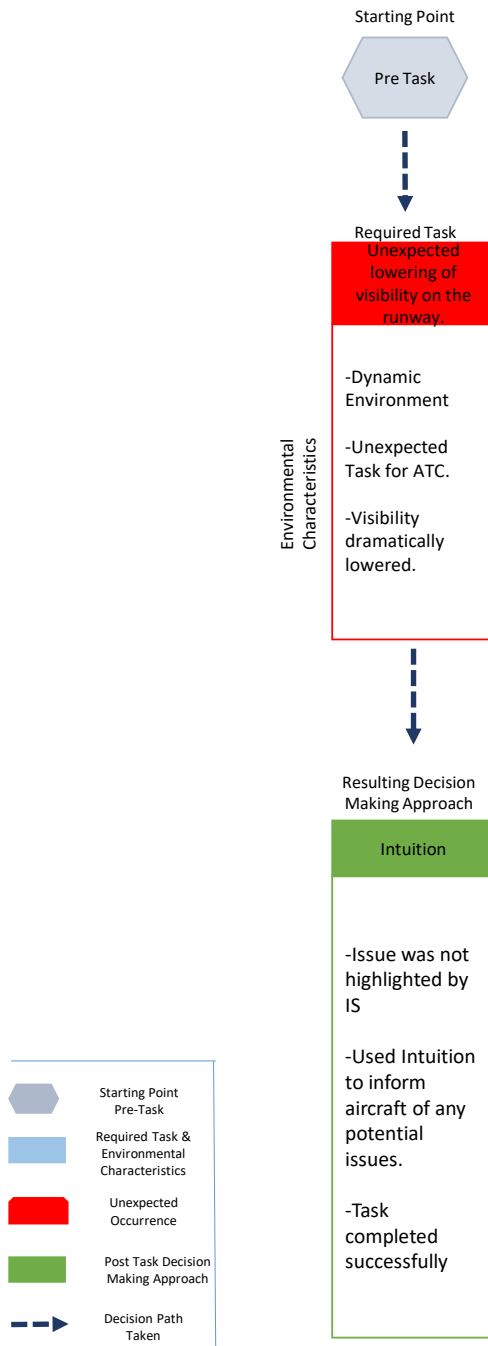 Starting Point
Pre Task
Required Task
Unexpected
lowering of
visibility on the
runway.
Environmental
Characteristics
-Dynamic
Environment
-Unexpected
Task for ATC.
-Visibility
dramatically
lowered.
Resulting Decision
Making Approach
Intuition
-Issue was not
highlighted by
IS
-Used Intuition
to inform
aircraft of any
potential
issues.
-Task
completed
successfully
Starting Point
Pre-Task
Required Task &
Environmental
Characteristics
Unexpected
Occurrence
Post Task Decision
Making Approach
Decision Path
Taken